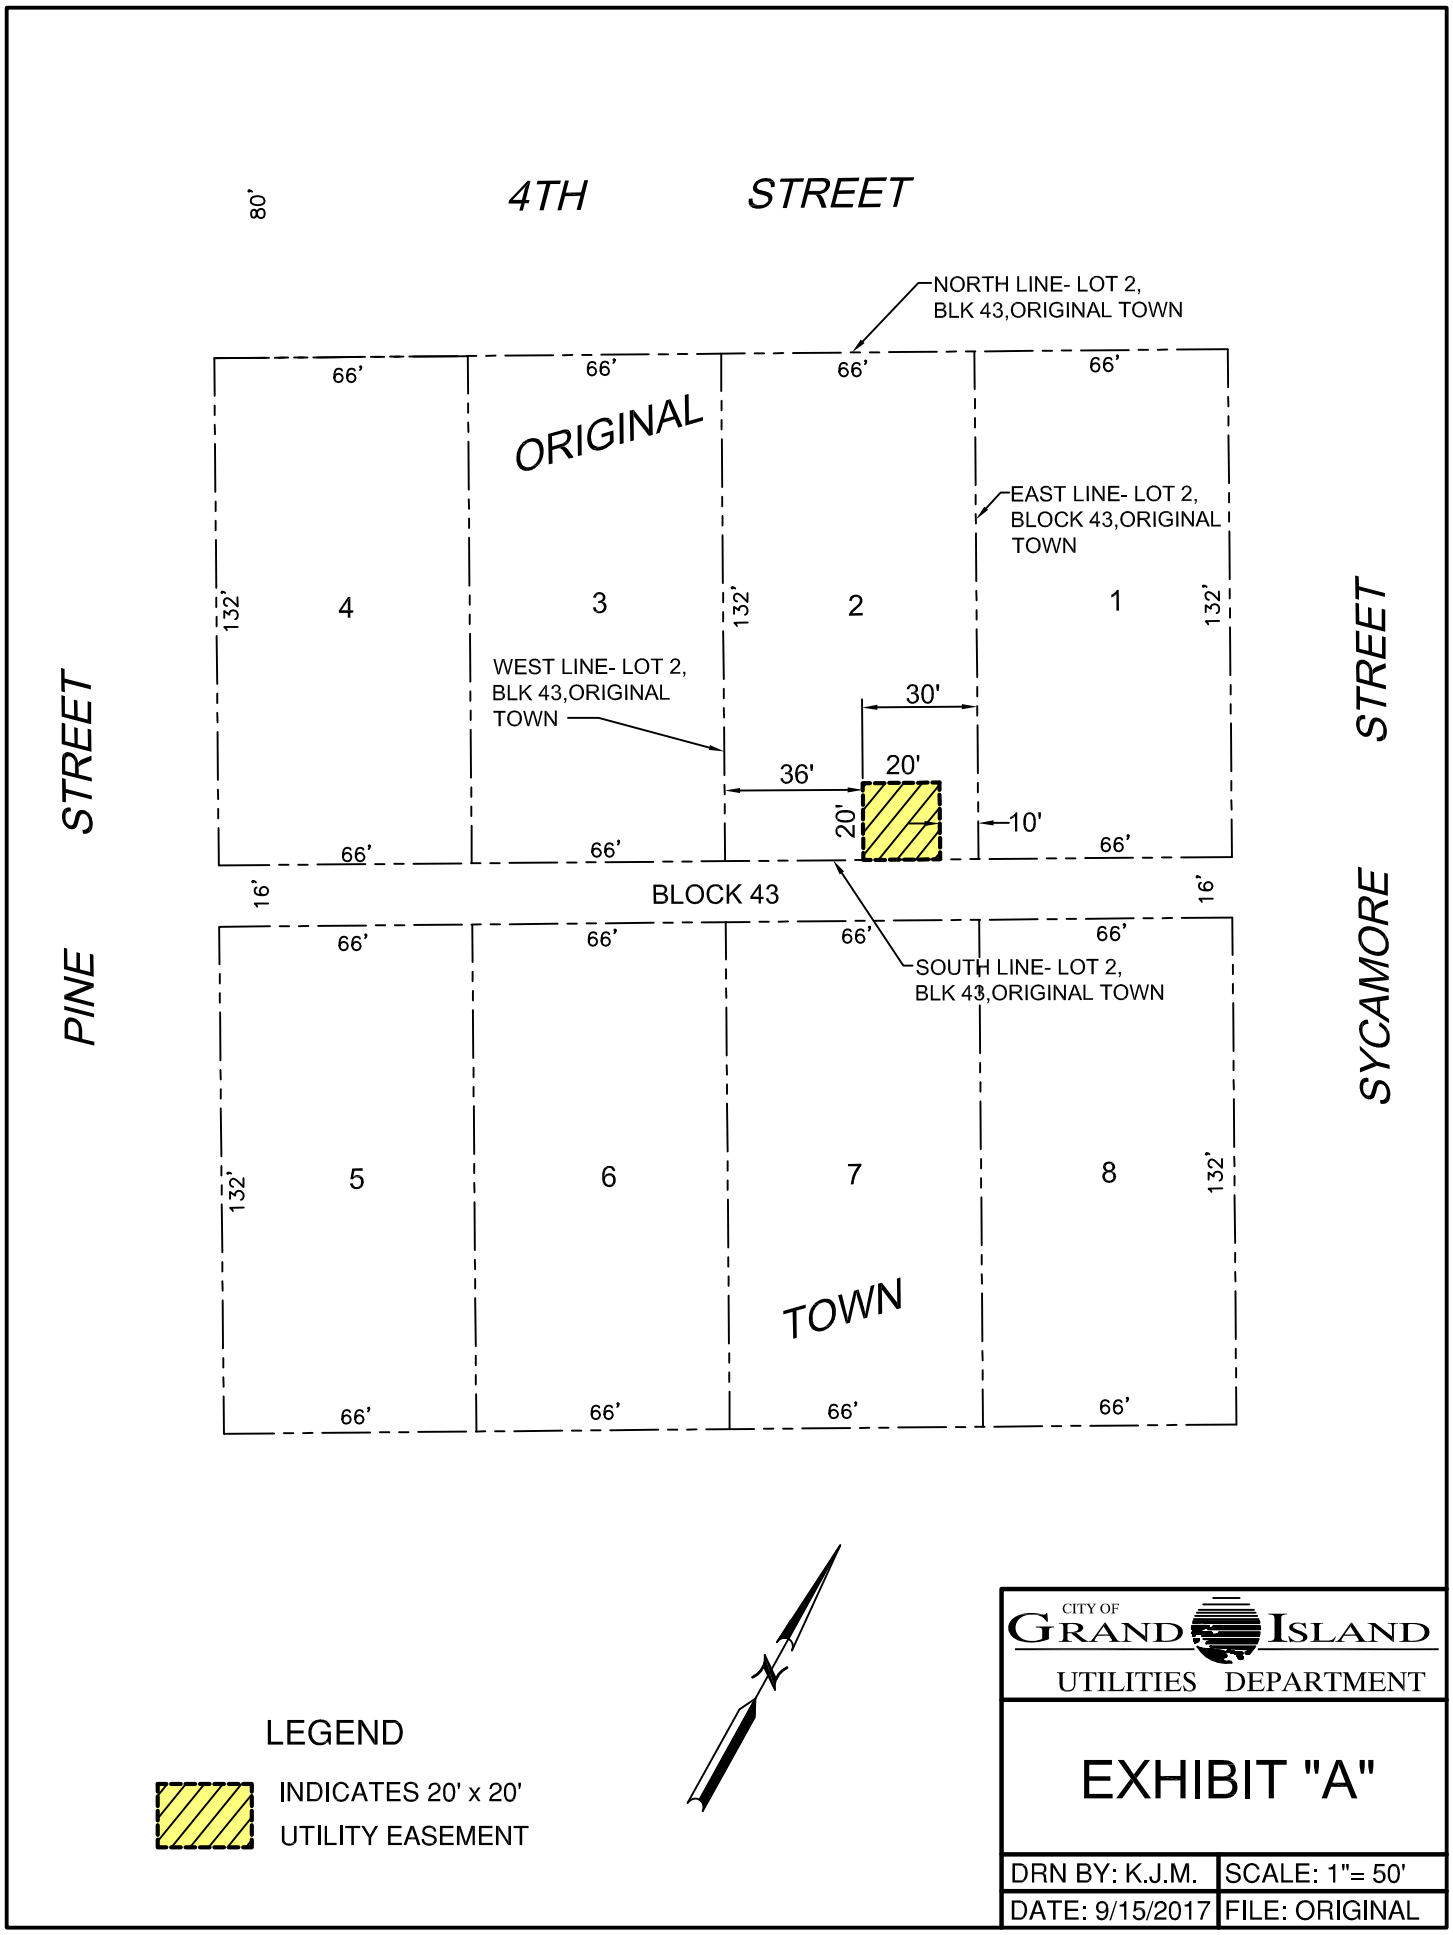 80'
4TH STREET
NORTH LINE- LOT 2,
BLK 43,ORIGINAL TOWN
66' 66' 66' 66'
ORIGINAL
EAST LINE- LOT 2,
BLOCK 43,ORIGINAL
TOWN
132' 4 3 132' 2 1 132'
WEST LINE- LOT 2,
BLK 43,ORIGINAL
TOWN
30'
36' 20'
20' 10'
66' 66' 66'
16' BLOCK 43 16'
66' 66' 66' 66'
SOUTH LINE- LOT 2,
BLK 43,ORIGINAL TOWN
PINE STREET
SYCAMORE STREET
132' 5 6 7 8 132'
TOWN
66' 66' 66' 66'
N
LEGEND
INDICATES 20' x 20'
UTILITY EASEMENT
CITY OF
GRAND ISLAND
UTILITIES DEPARTMENT
EXHIBIT "A"
DRN BY: K.J.M. SCALE: 1"= 50'
DATE: 9/15/2017 FILE: ORIGINAL